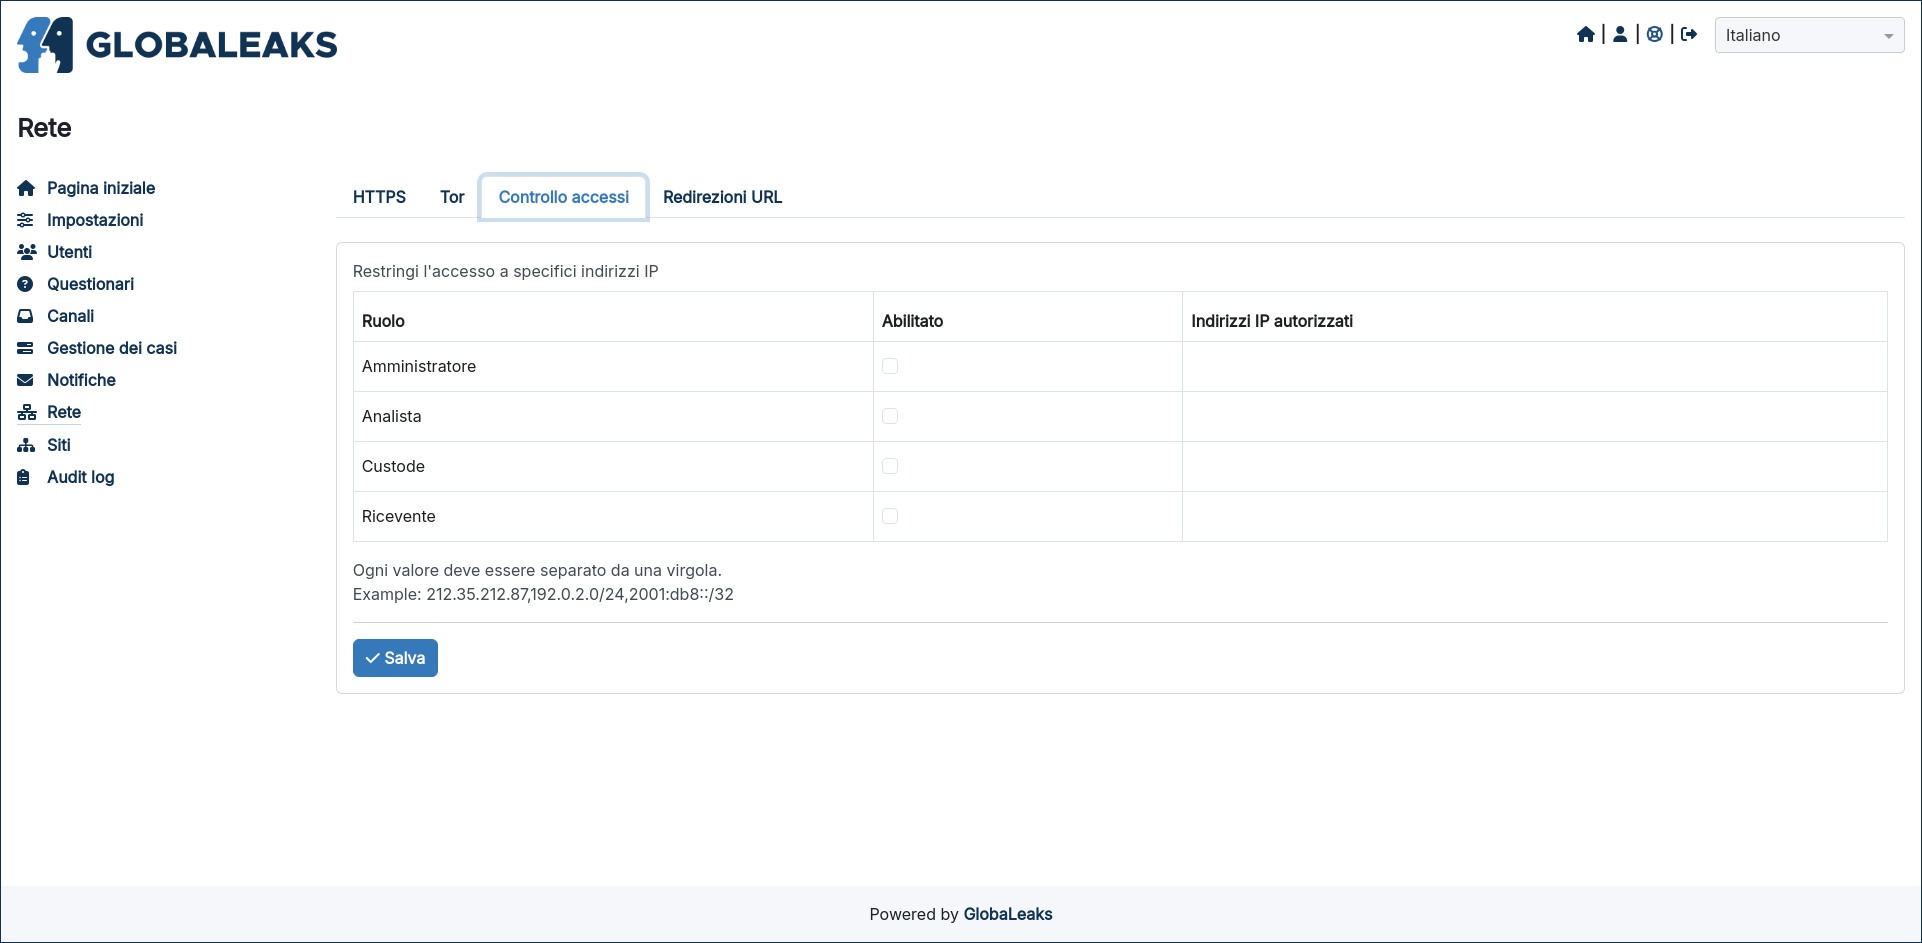 GLOBALEAKS
Italiano
Rete
Pagina iniziale
Impostazioni
Utenti
Questionari
Canali
Gestione dei casi
Notifiche
Rete
Siti
Audit log
HTTPS Tor Controllo accessi Redirezioni URL
Restringi l'accesso a specifici indirizzi IP
Ruolo Abilitato Indirizzi IP autorizzati
Amministratore
Analista
Custode
Ricevente
Ogni valore deve essere separato da una virgola.
Example: 212.35.212.87,192.0.2.0/24,2001:db8::/32
Salva
Powered by GlobaLeaks